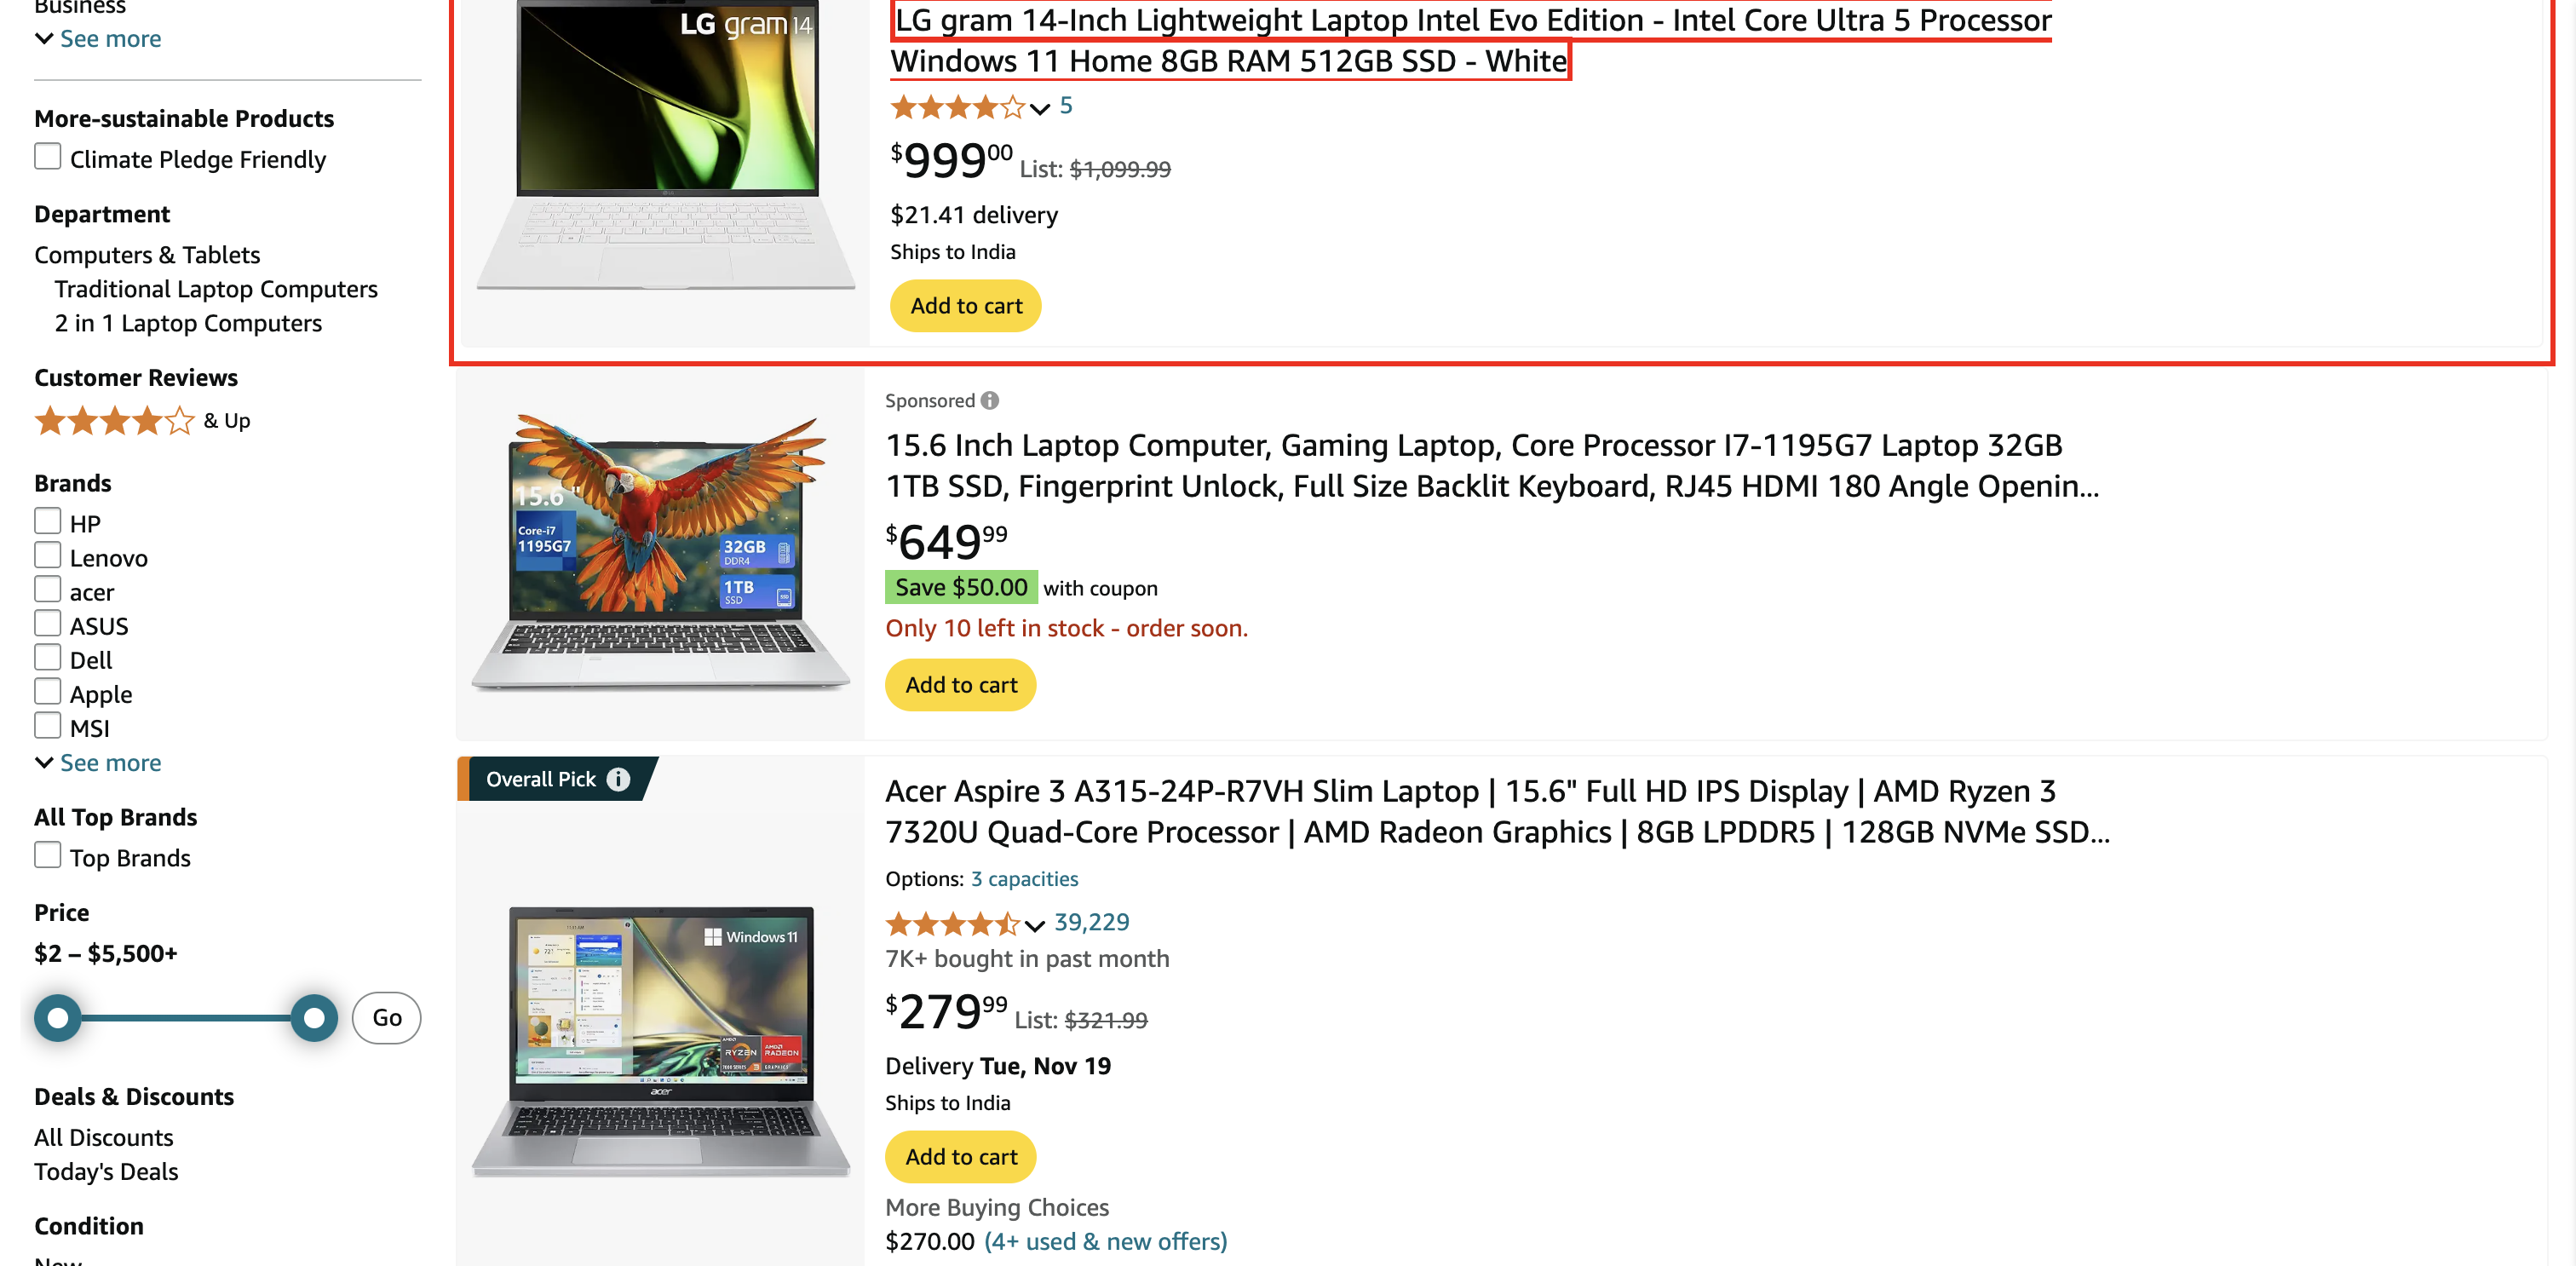 Business
See more
More-sustainable Products
Climate Pledge Friendly
Department
Computers & Tablets
Traditional Laptop Computers
2 in 1 Laptop Computers
Customer Reviews
& Up
Brands
HP
Lenovo
acer
ASUS
Dell
Apple
MSI
See more
All Top Brands
Top Brands
Price
$2 – $5,500+
Go
Deals & Discounts
All Discounts
Today's Deals
Condition
New
LG gram 14
LG gram 14-Inch Lightweight Laptop Intel Evo Edition - Intel Core Ultra 5 Processor
Windows 11 Home 8GB RAM 512GB SSD - White
5
$999.00 List: $1,099.99
$21.41 delivery
Ships to India
Add to cart
15.6"
Core-i7
1195G7
32GB
DDR4
1TB
SSD
Sponsored
15.6 Inch Laptop Computer, Gaming Laptop, Core Processor I7-1195G7 Laptop 32GB
1TB SSD, Fingerprint Unlock, Full Size Backlit Keyboard, RJ45 HDMI 180 Angle Openin...
$649.99
Save $50.00 with coupon
Only 10 left in stock - order soon.
Add to cart
Overall Pick
Windows 11
AMD
RYZEN
RADEON
acer
Acer Aspire 3 A315-24P-R7VH Slim Laptop | 15.6" Full HD IPS Display | AMD Ryzen 3
7320U Quad-Core Processor | AMD Radeon Graphics | 8GB LPDDR5 | 128GB NVMe SSD...
Options: 3 capacities
39,229
7K+ bought in past month
$279.99 List: $321.99
Delivery Tue, Nov 19
Ships to India
Add to cart
More Buying Choices
$270.00 (4+ used & new offers)